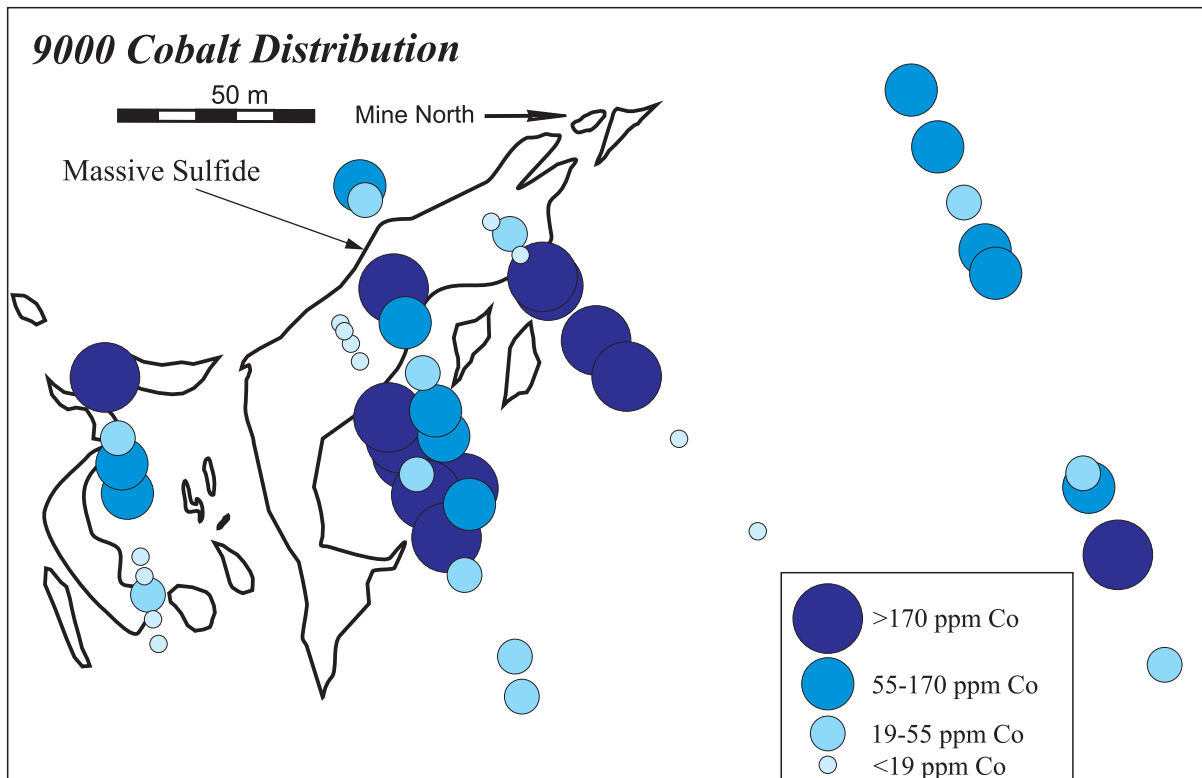 9000 Cobalt Distribution
50 m
Mine North
Massive Sulfide
>170 ppm Co
55-170 ppm Co
19-55 ppm Co
<19 ppm Co